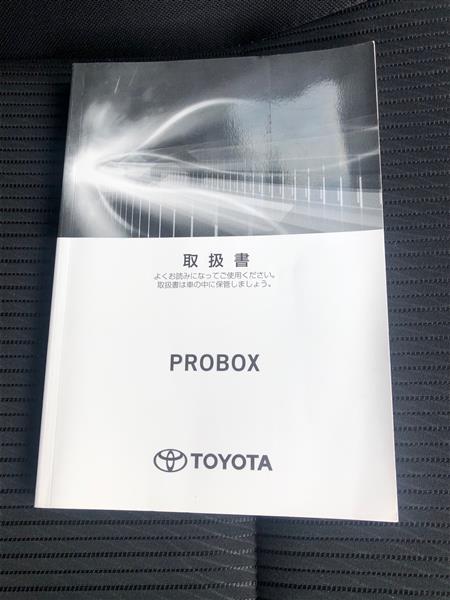 取扱書
よくお読みになってご使用ください。
取扱書は車の中に保管しましょう。
PROBOX
TOYOTA